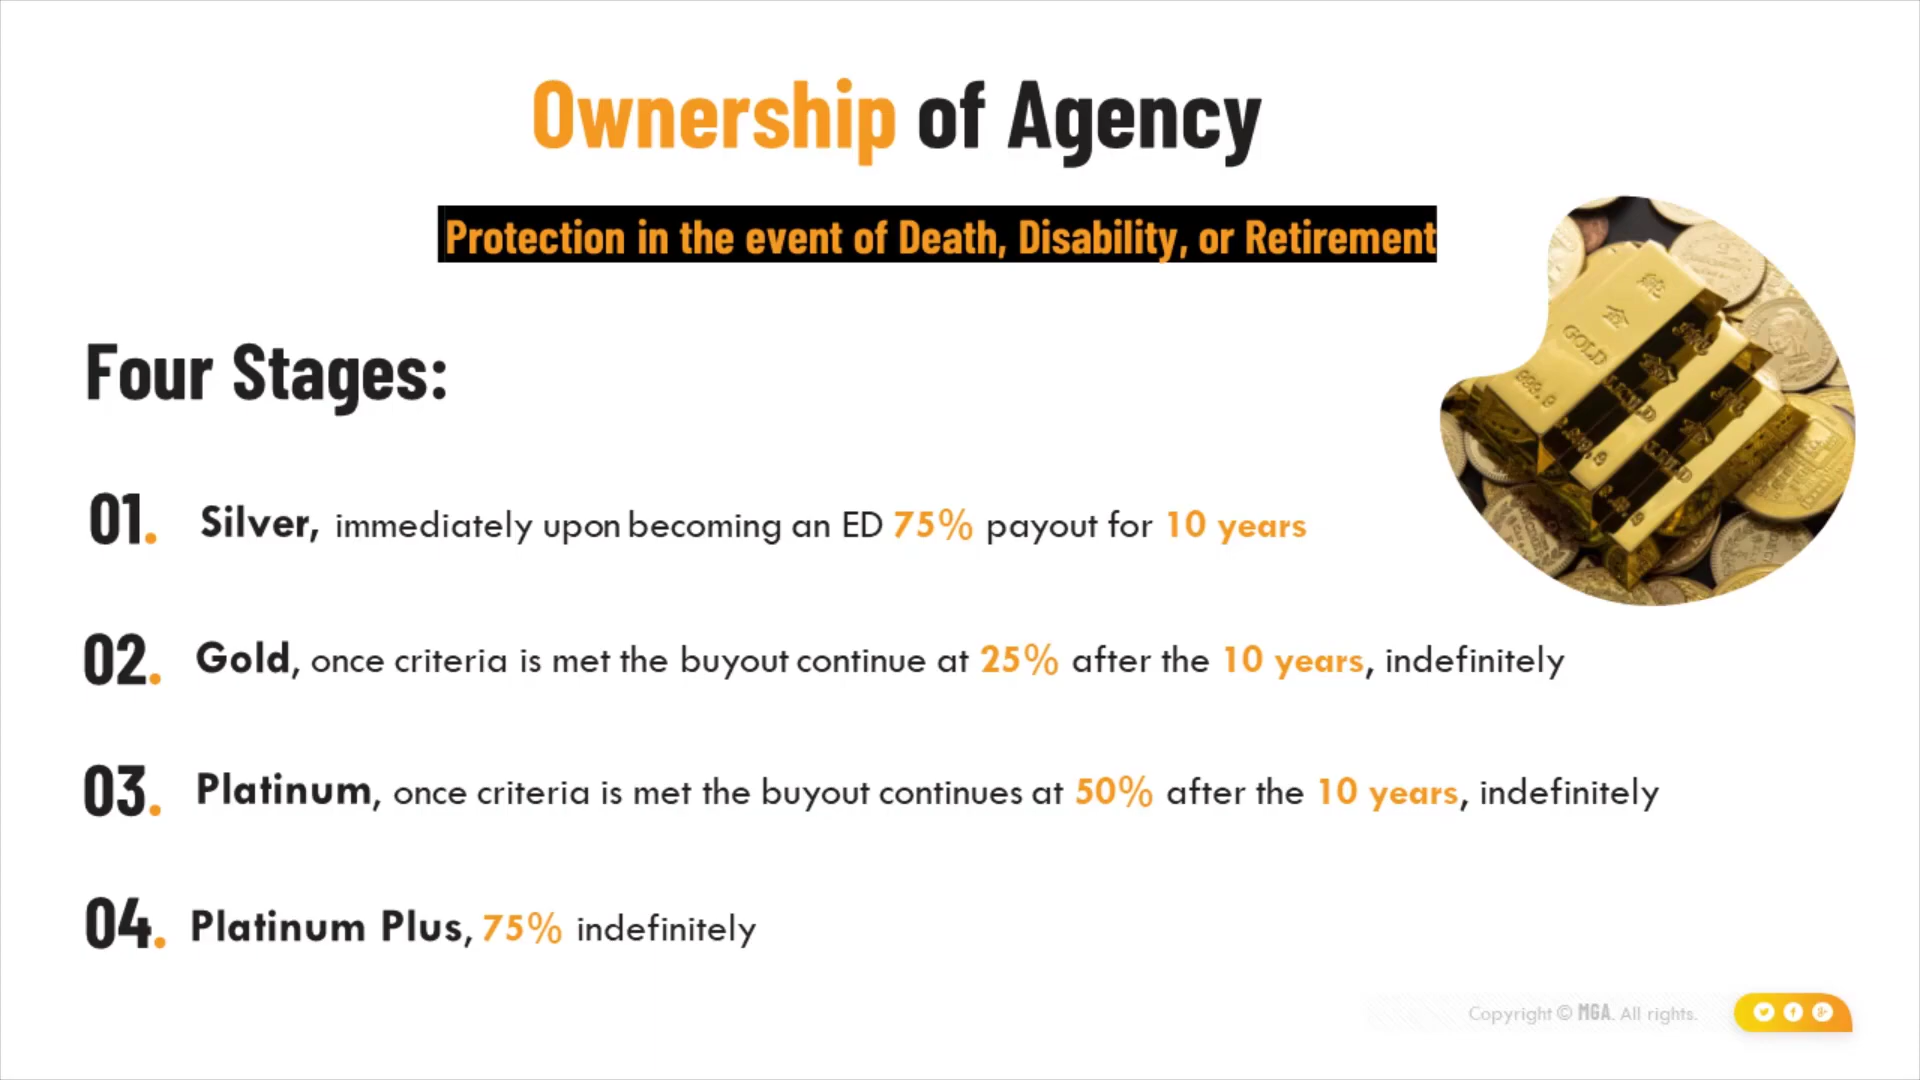 Ownership of Agency
Protection in the event of Death, Disability, or Retirement
Four Stages:
01. Silver, immediately upon becoming an ED 75% payout for 10 years
02. Gold, once criteria is met the buyout continue at 25% after the 10 years, indefinitely
03. Platinum, once criteria is met the buyout continues at 50% after the 10 years, indefinitely
04. Platinum Plus, 75% indefinitely
GOLD
999.9
Copyright © MGA. All rights.